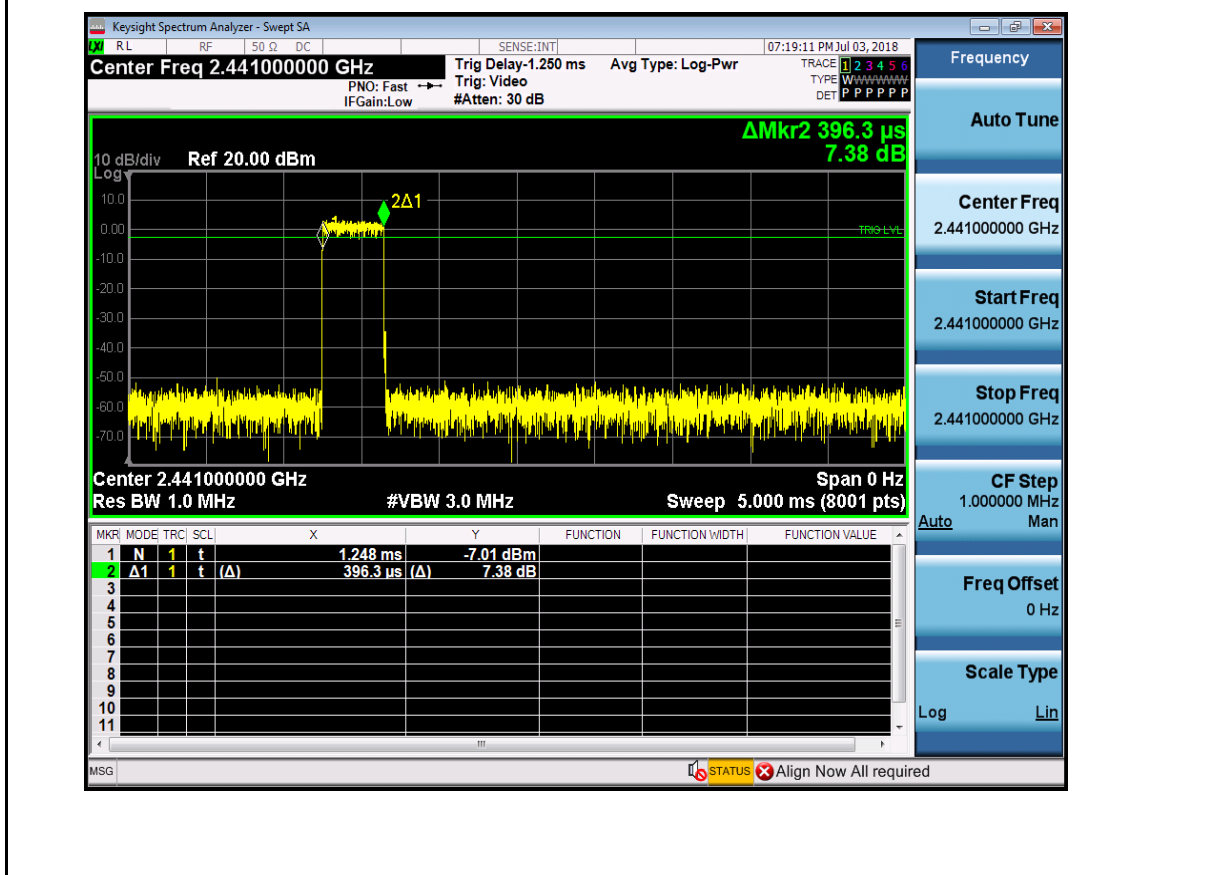 Keysight Spectrum Analyzer - Swept SA
LXI RL RF 50 Ω DC SENSE:INT 07:19:11 PM Jul 03, 2018
Center Freq 2.441000000 GHz
PNO: Fast
IFGain:Low
Trig Delay-1.250 ms
Trig: Video
#Atten: 30 dB
Avg Type: Log-Pwr
TRACE 1 2 3 4 5 6
TYPE WWWWWW
DET P P P P P P
ΔMkr2 396.3 µs
7.38 dB
10 dB/div Ref 20.00 dBm
Log
10.0
0.00
-10.0
-20.0
-30.0
-40.0
-50.0
-60.0
-70.0
1
2Δ1
TRIG LVL
Center 2.441000000 GHz Span 0 Hz
Res BW 1.0 MHz #VBW 3.0 MHz Sweep 5.000 ms (8001 pts)
MKR MODE TRC SCL X Y FUNCTION FUNCTION WIDTH FUNCTION VALUE
1 N 1 t 1.248 ms -7.01 dBm
2 Δ1 1 t (Δ) 396.3 µs (Δ) 7.38 dB
3
4
5
6
7
8
9
10
11
MSG STATUS Align Now All required
Frequency
Auto Tune
Center Freq
2.441000000 GHz
Start Freq
2.441000000 GHz
Stop Freq
2.441000000 GHz
CF Step
1.000000 MHz
Auto Man
Freq Offset
0 Hz
Scale Type
Log Lin